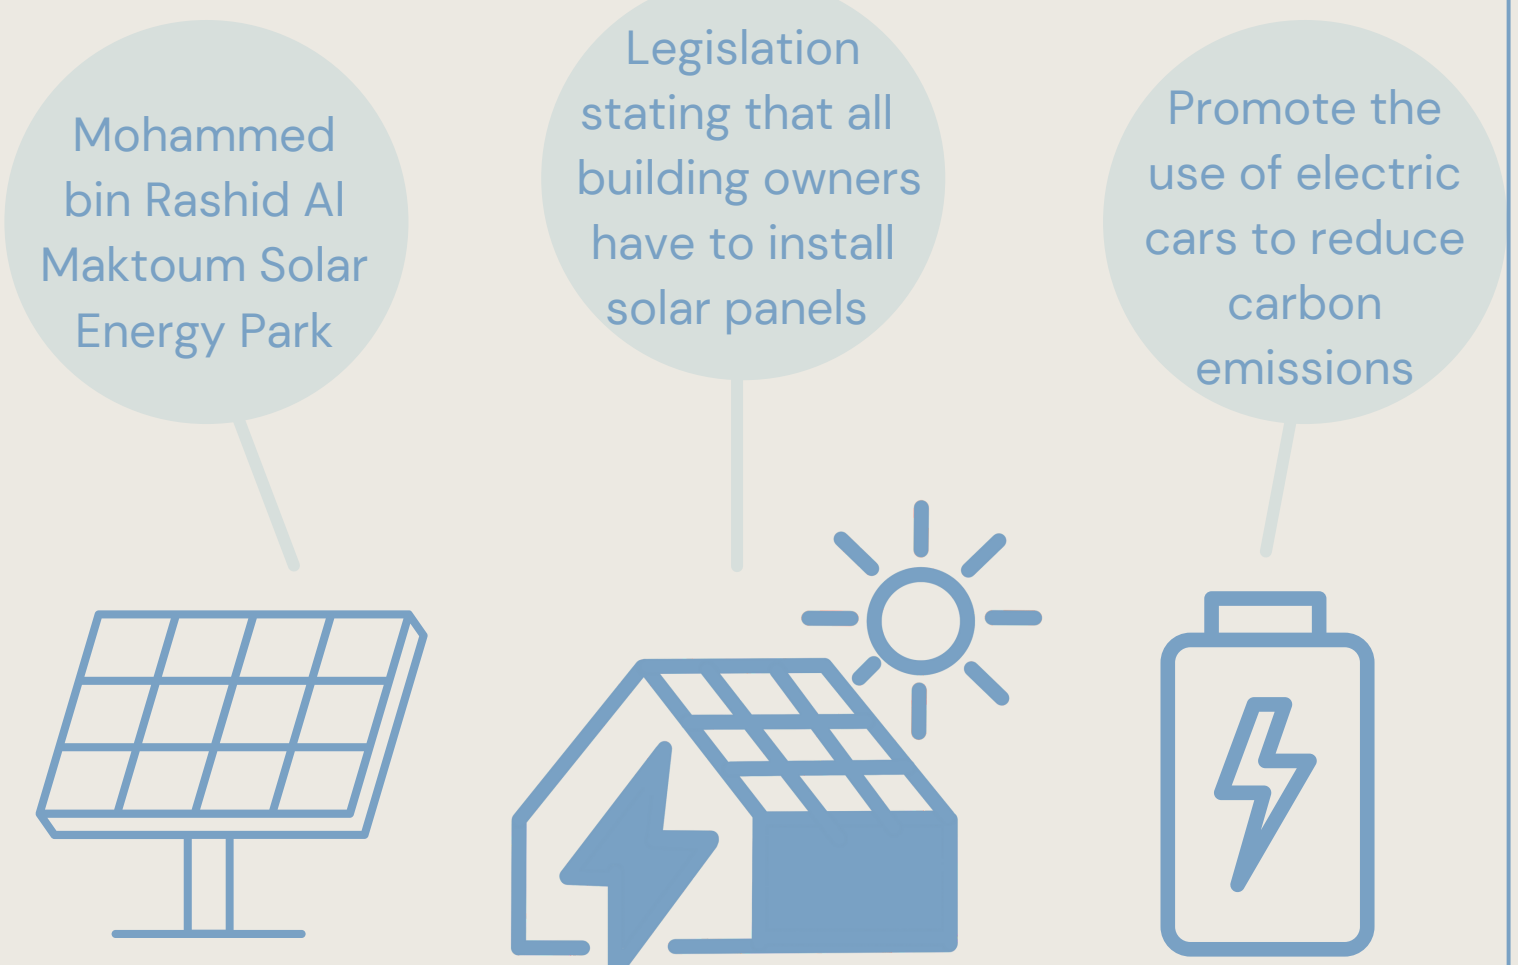 Mohammed
bin Rashid Al
Maktoum Solar
Energy Park
Legislation
stating that all
building owners
have to install
solar panels
Promote the
use of electric
cars to reduce
carbon
emissions